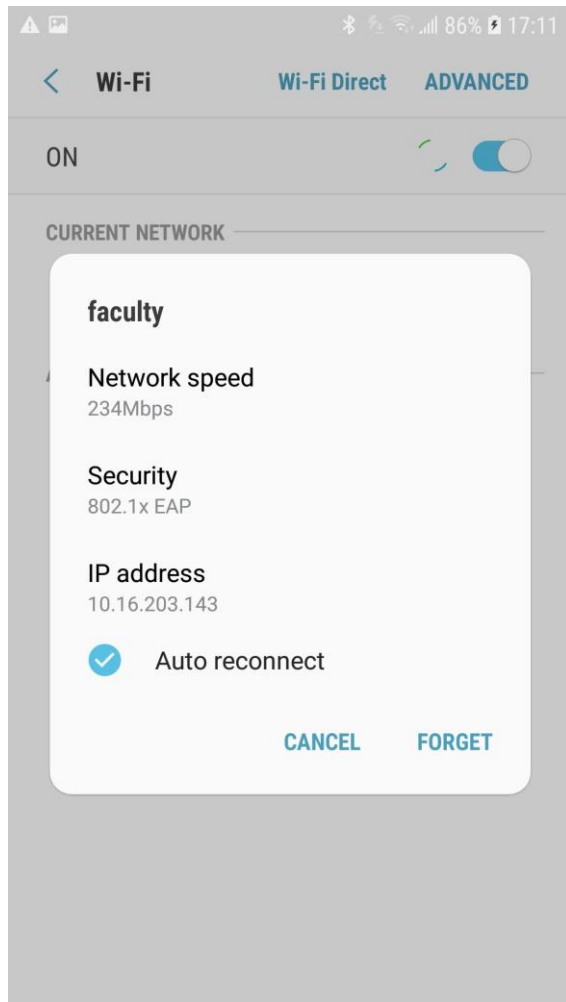 86% 17:11
Wi-Fi Wi-Fi Direct ADVANCED
ON
CURRENT NETWORK
faculty
Network speed
234Mbps
Security
802.1x EAP
IP address
10.16.203.143
Auto reconnect
CANCEL FORGET